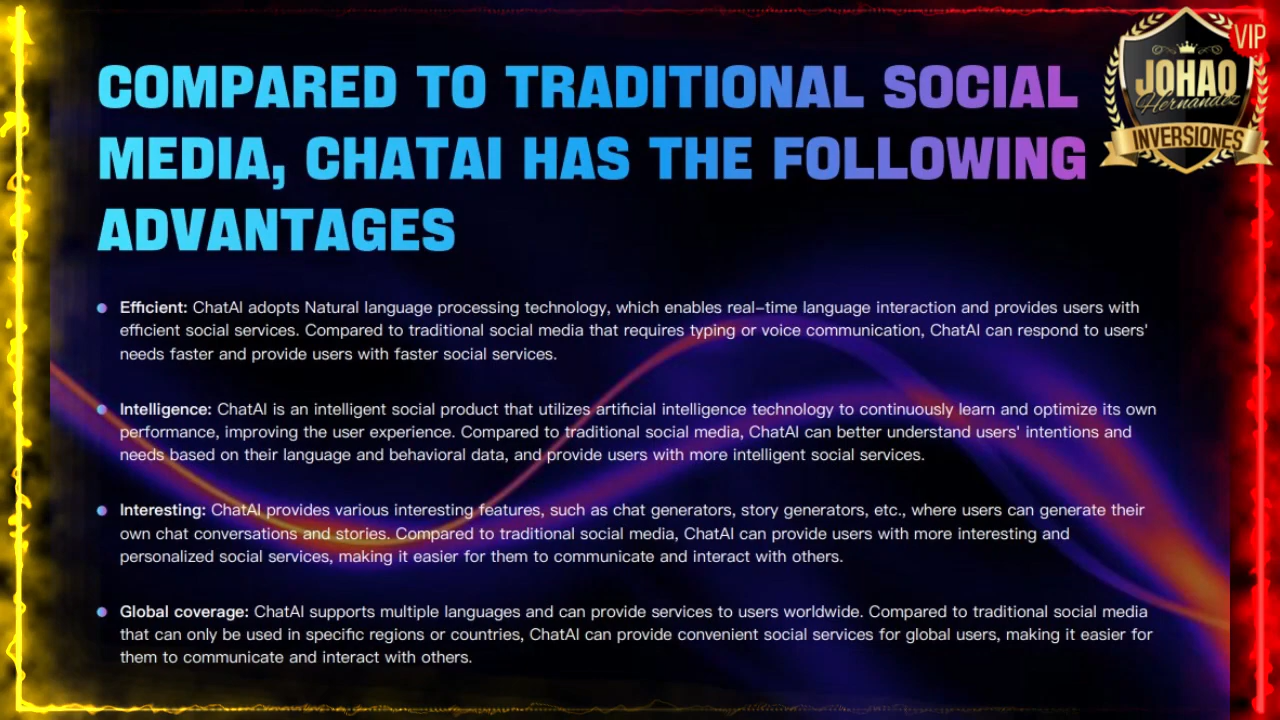 COMPARED TO TRADITIONAL SOCIAL
MEDIA, CHATAI HAS THE FOLLOWING
ADVANTAGES
VIP
JOHAO
Hernandez
INVERSIONES
Efficient: ChatAI adopts Natural language processing technology, which enables real-time language interaction and provides users with
efficient social services. Compared to traditional social media that requires typing or voice communication, ChatAI can respond to users'
needs faster and provide users with faster social services.
Intelligence: ChatAI is an intelligent social product that utilizes artificial intelligence technology to continuously learn and optimize its own
performance, improving the user experience. Compared to traditional social media, ChatAI can better understand users' intentions and
needs based on their language and behavioral data, and provide users with more intelligent social services.
Interesting: ChatAI provides various interesting features, such as chat generators, story generators, etc., where users can generate their
own chat conversations and stories. Compared to traditional social media, ChatAI can provide users with more interesting and
personalized social services, making it easier for them to communicate and interact with others.
Global coverage: ChatAI supports multiple languages and can provide services to users worldwide. Compared to traditional social media
that can only be used in specific regions or countries, ChatAI can provide convenient social services for global users, making it easier for
them to communicate and interact with others.